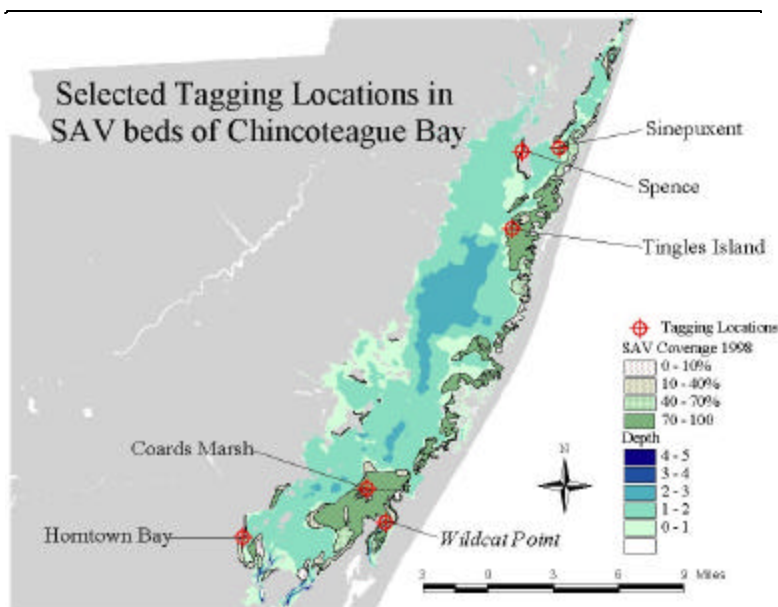 Selected Tagging Locations in
SAV beds of Chincoteague Bay
Sinepuxent
Spence
Tingles Island
Tagging Locations
SAV Coverage 1998
0 - 10%
10 - 40%
40 - 70%
70 - 100
Depth
4 - 5
3 - 4
2 - 3
1 - 2
0 - 1
Coards Marsh
N
Horntown Bay
Wildcat Point
3 0 3 6 9 Miles